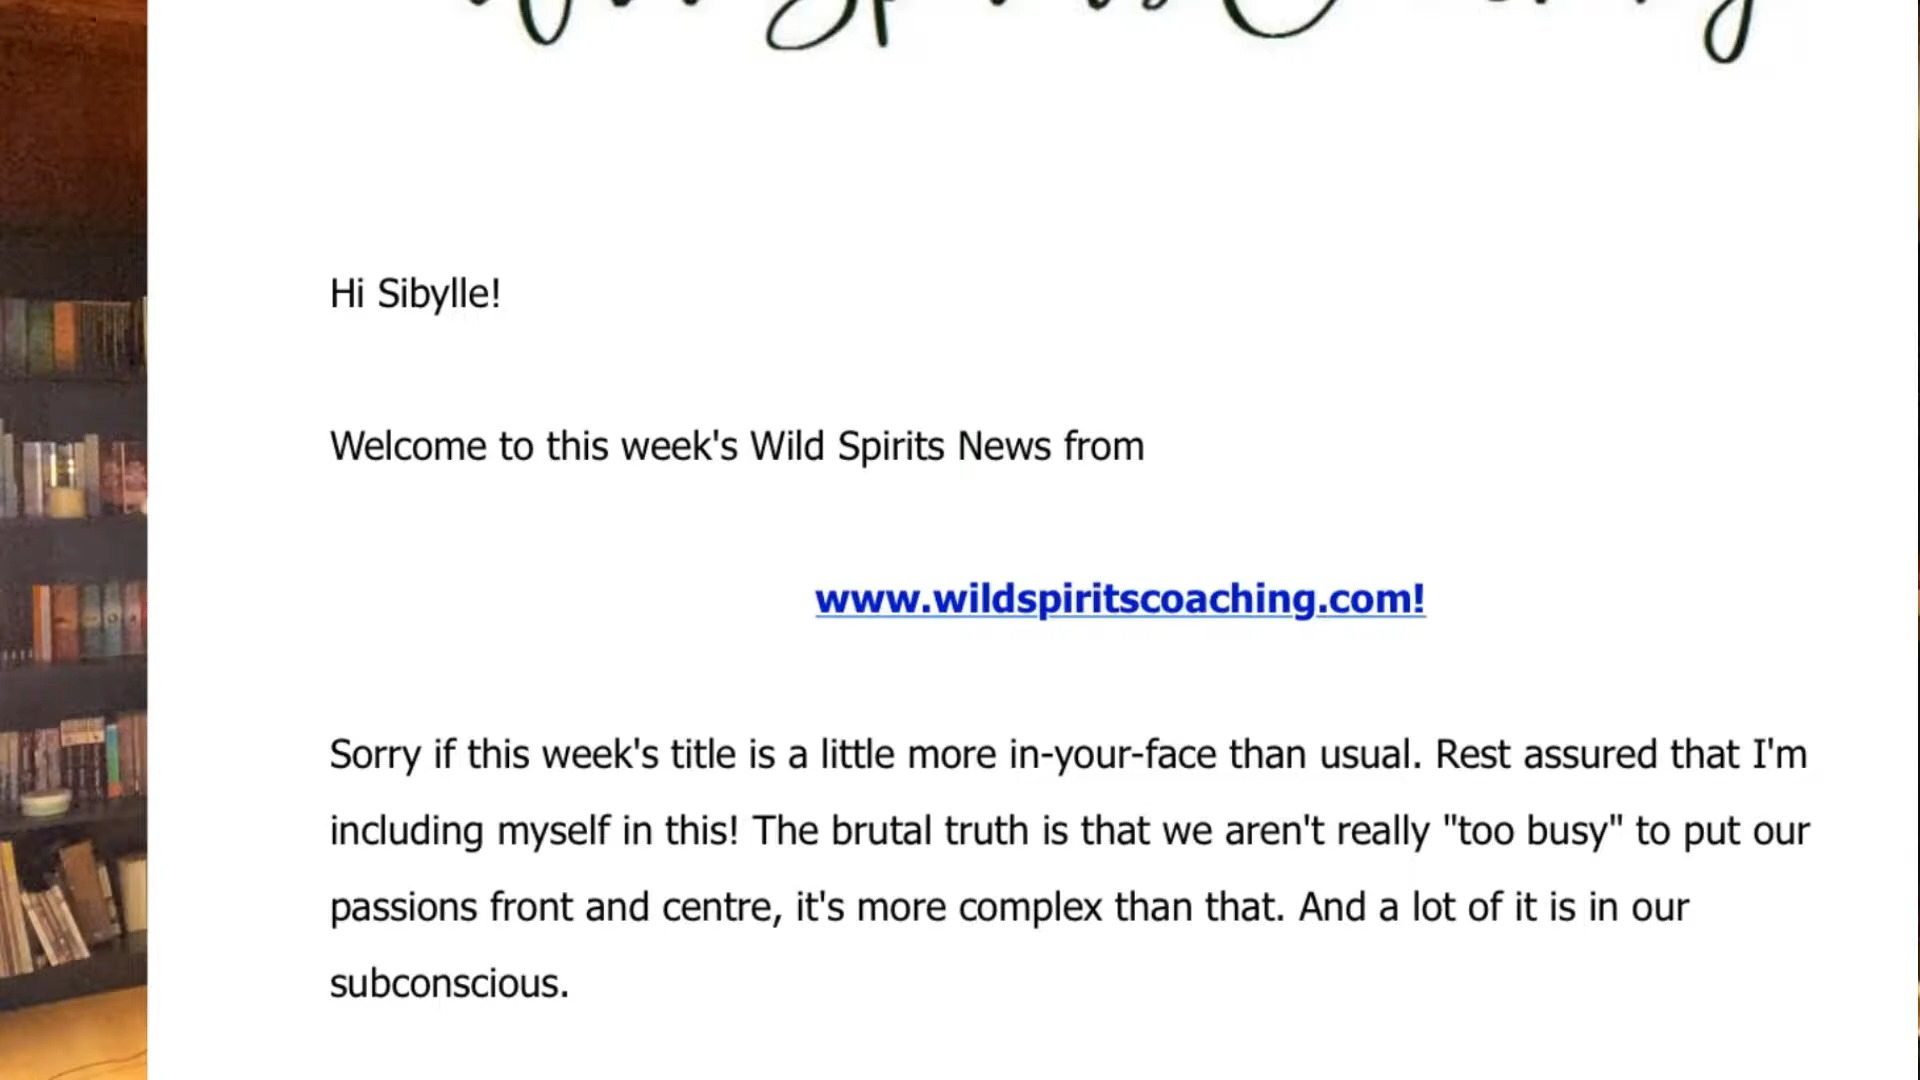 Hi Sibylle!
Welcome to this week's Wild Spirits News from
www.wildspiritscoaching.com!
Sorry if this week's title is a little more in-your-face than usual. Rest assured that I'm
including myself in this! The brutal truth is that we aren't really "too busy" to put our
passions front and centre, it's more complex than that. And a lot of it is in our
subconscious.